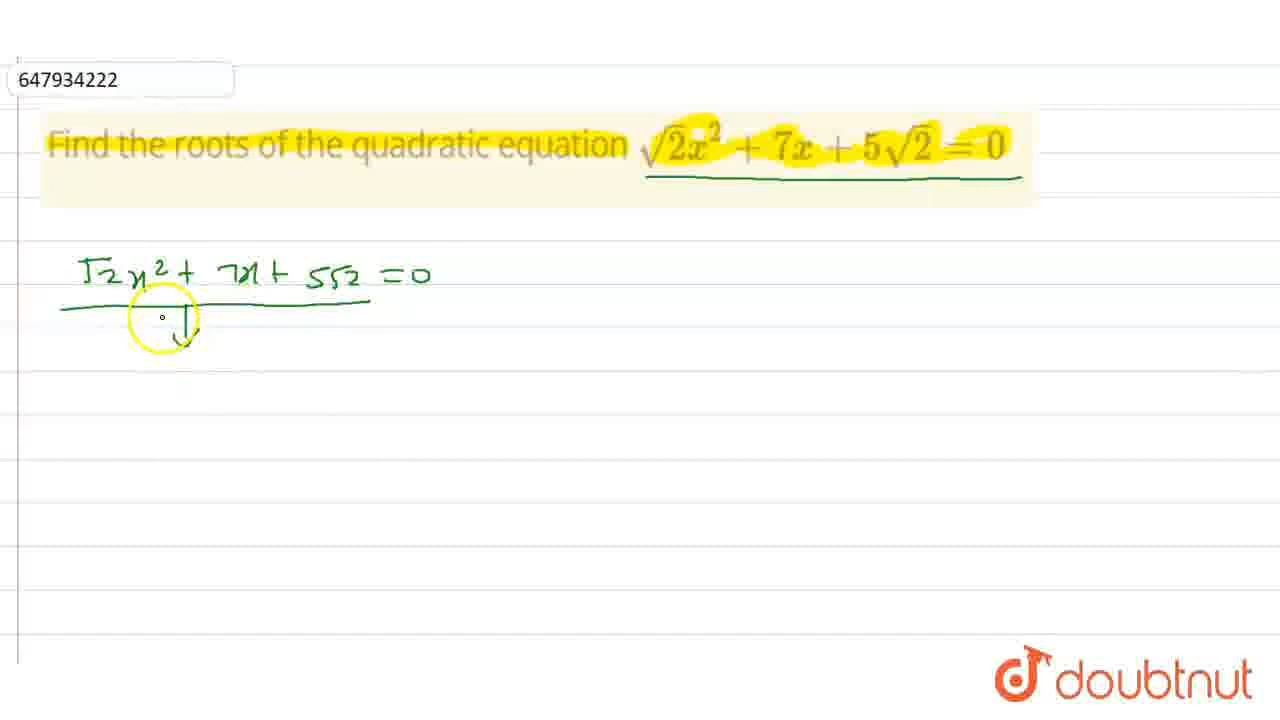 647934222
Find the roots of the quadratic equation √2x² + 7x + 5√2 = 0
√2x² + 7x + 5√2 = 0
doubtnut